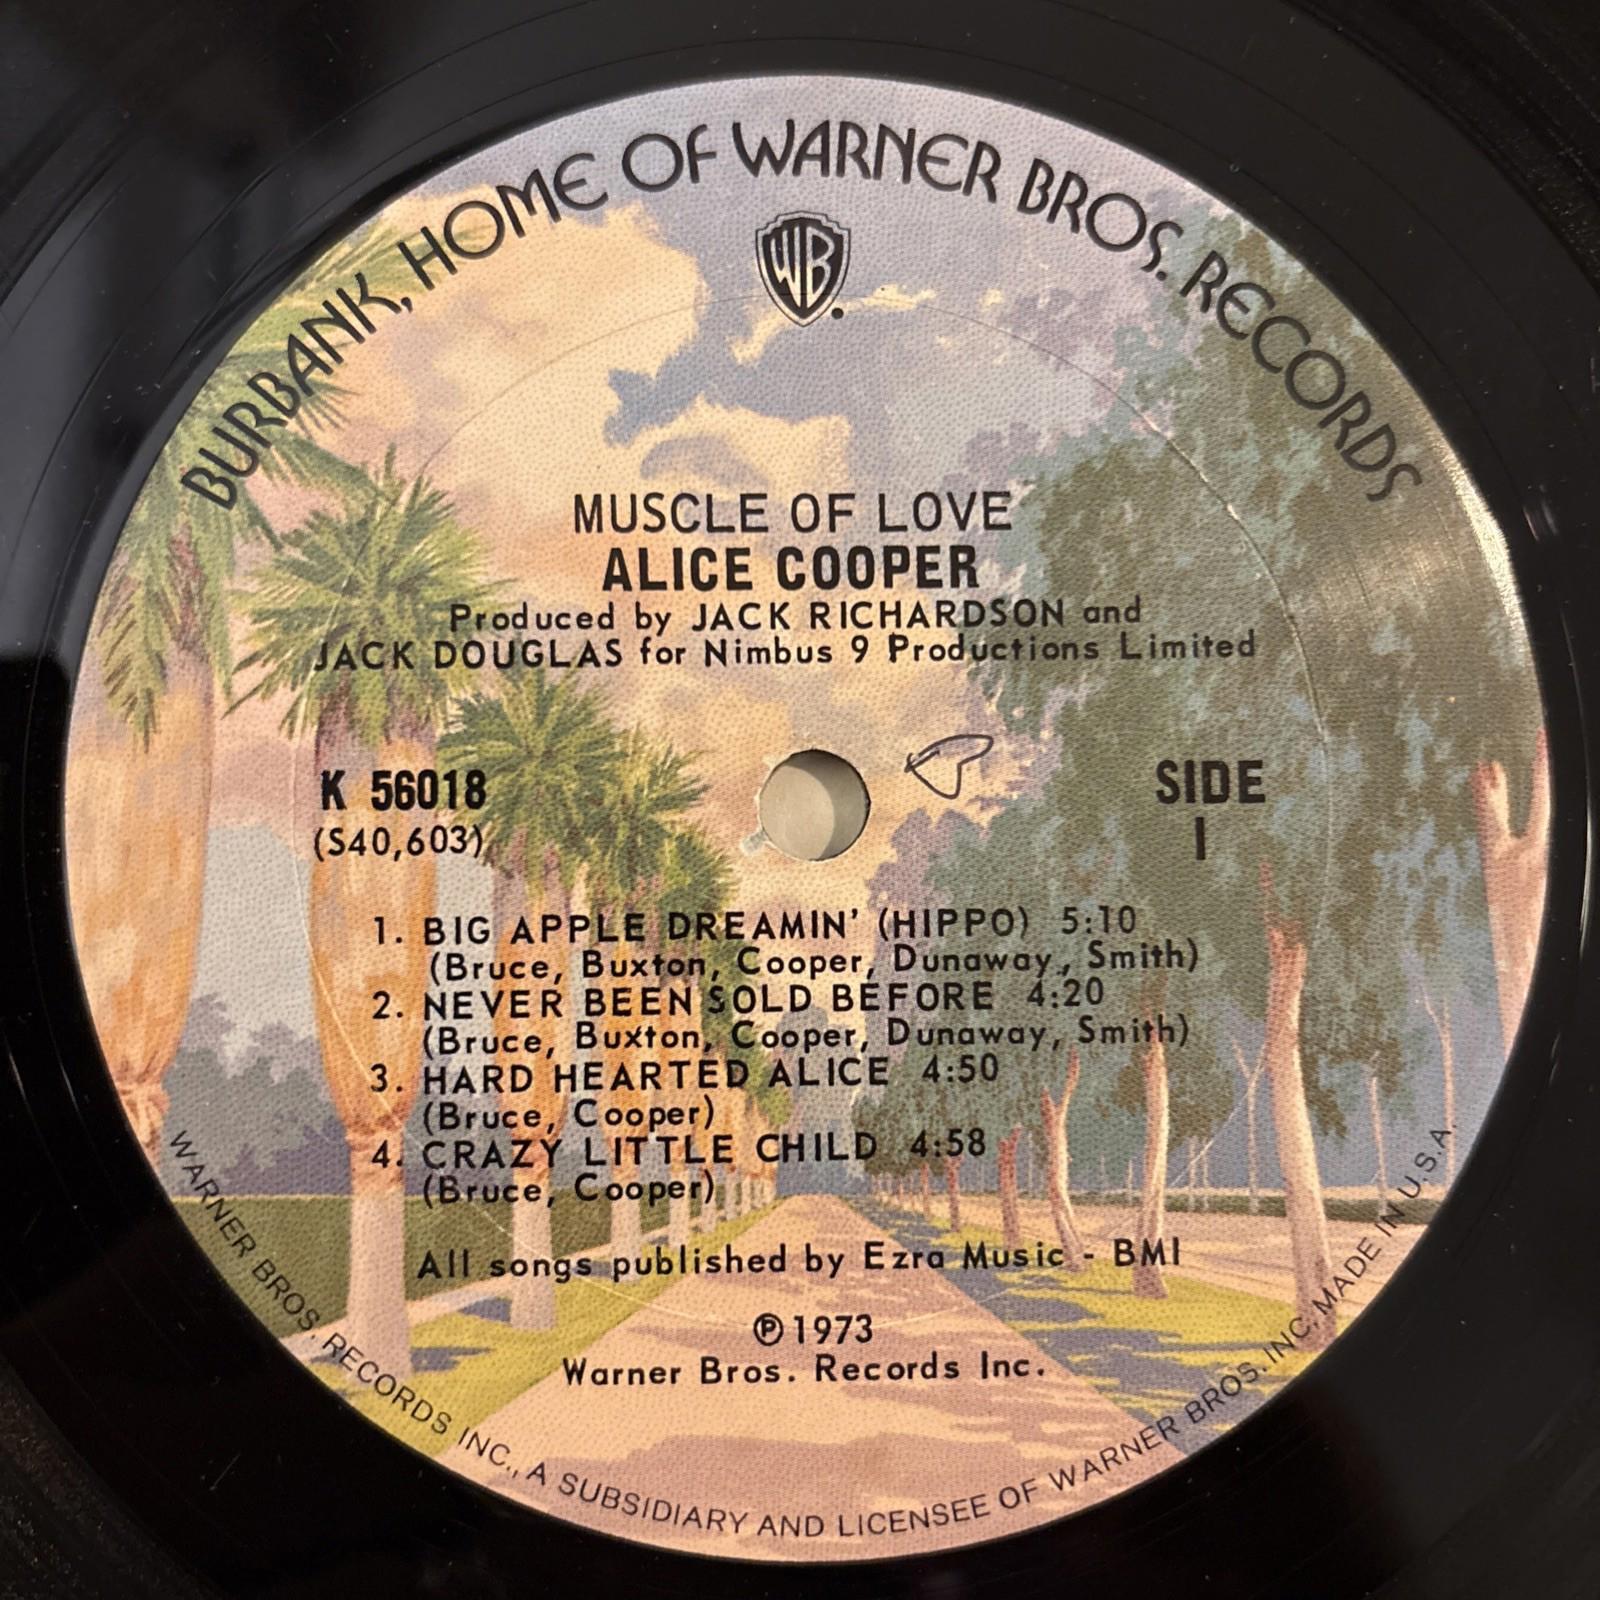 BURBANK, HOME OF WARNER BROS. RECORDS
WB
MUSCLE OF LOVE
ALICE COOPER
Produced by JACK RICHARDSON and
JACK DOUGLAS for Nimbus 9 Productions Limited
K 56018
(S40,603)
SIDE
1
1. BIG APPLE DREAMIN' (HIPPO) 5:10
(Bruce, Buxton, Cooper, Dunaway, Smith)
2. NEVER BEEN SOLD BEFORE 4:20
(Bruce, Buxton, Cooper, Dunaway, Smith)
3. HARD HEARTED ALICE 4:50
(Bruce, Cooper)
4. CRAZY LITTLE CHILD 4:58
(Bruce, Cooper)
All songs published by Ezra Music - BMI
℗ 1973
Warner Bros. Records Inc.
WARNER BROS. RECORDS INC., A SUBSIDIARY AND LICENSEE OF WARNER BROS. INC, MADE IN U.S.A.